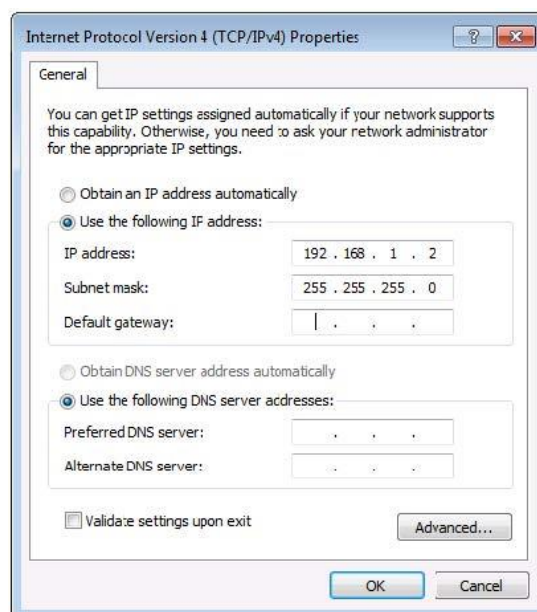 Internet Protocol Version 4 (TCP/IPv4) Properties
General
You can get IP settings assigned automatically if your network supports
this capability. Otherwise, you need to ask your network administrator
for the appropriate IP settings.
Obtain an IP address automatically
Use the following IP address:
IP address: 192 . 168 . 1 . 2
Subnet mask: 255 . 255 . 255 . 0
Default gateway: . . .
Obtain DNS server address automatically
Use the following DNS server addresses:
Preferred DNS server: . . .
Alternate DNS server: . . .
Validate settings upon exit
Advanced...
OK Cancel